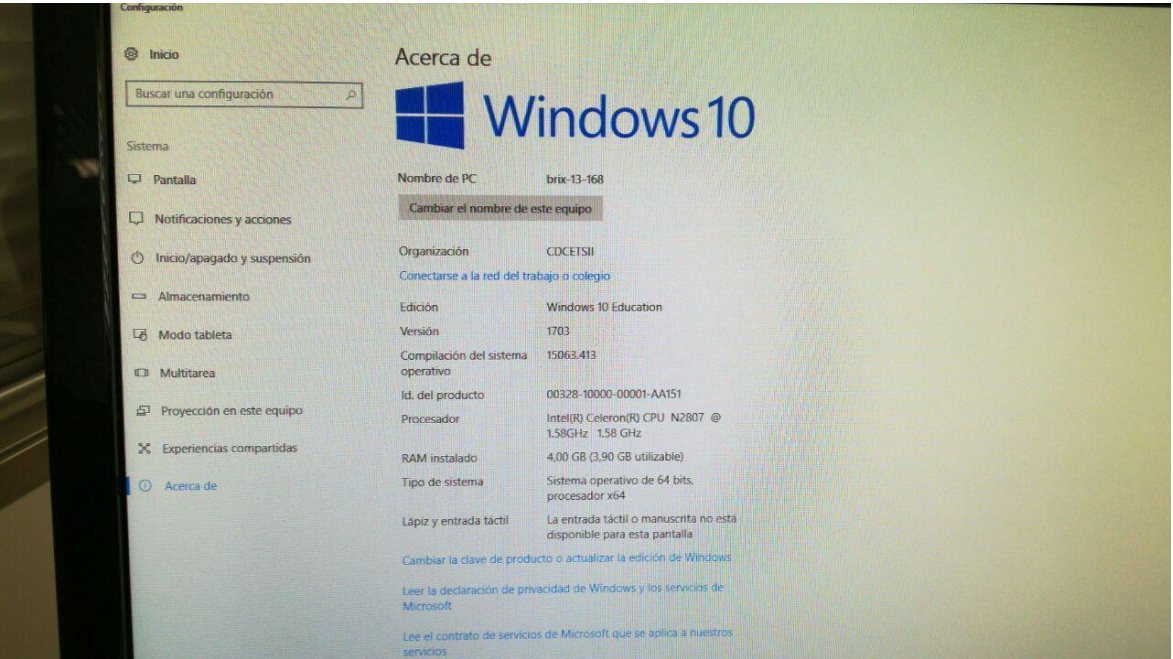 Configuración
Inicio
Buscar una configuración
Sistema
Pantalla
Notificaciones y acciones
Inicio/apagado y suspensión
Almacenamiento
Modo tableta
Multitarea
Proyección en este equipo
Experiencias compartidas
Acerca de
Acerca de
Windows 10
Nombre de PC brix-13-168
Cambiar el nombre de este equipo
Organización CDCETSII
Conectarse a la red del trabajo o colegio
Edición Windows 10 Education
Versión 1703
Compilación del sistema 15063.413
operativo
Id. del producto 00328-10000-00001-AA151
Procesador Intel(R) Celeron(R) CPU N2807 @
1.58GHz 1.58 GHz
RAM instalado 4,00 GB (3,90 GB utilizable)
Tipo de sistema Sistema operativo de 64 bits,
procesador x64
Lápiz y entrada táctil La entrada táctil o manuscrita no está
disponible para esta pantalla
Cambiar la clave de producto o actualizar la edición de Windows
Leer la declaración de privacidad de Windows y los servicios de
Microsoft
Lee el contrato de servicios de Microsoft que se aplica a nuestros
servicios